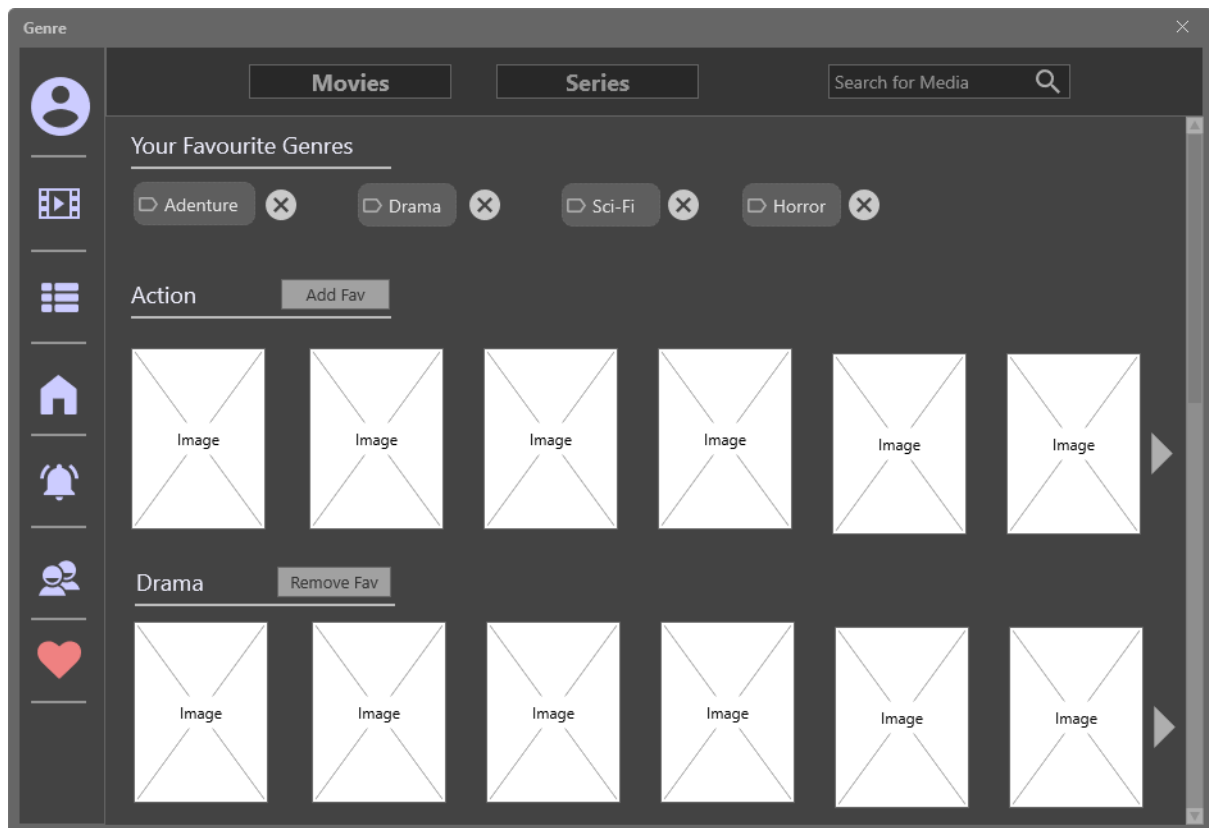 Genre
Movies Series Search for Media
Your Favourite Genres
Adenture Drama Sci-Fi Horror
Action Add Fav
Image Image Image Image Image Image
Drama Remove Fav
Image Image Image Image Image Image